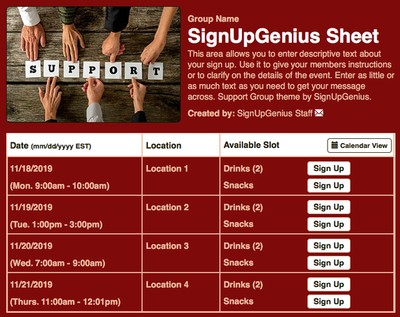 SUPPORT
Group Name
SignUpGenius Sheet
This area allows you to enter descriptive text about
your sign up. Use it to give your members instructions
or to clarify on the details of the event. Enter as little or
as much text as you need to get your message
across. Support Group theme by SignUpGenius.
Created by: SignUpGenius Staff
Date (mm/dd/yyyy EST) Location Available Slot Calendar View
11/18/2019 Location 1 Drinks (2) Sign Up
(Mon. 9:00am - 10:00am) Snacks Sign Up
11/19/2019 Location 2 Drinks (2) Sign Up
(Tue. 1:00pm - 3:00pm) Snacks Sign Up
11/20/2019 Location 3 Drinks (2) Sign Up
(Wed. 7:00am - 9:00am) Snacks Sign Up
11/21/2019 Location 4 Drinks (2) Sign Up
(Thurs. 11:00am - 12:01pm) Snacks Sign Up